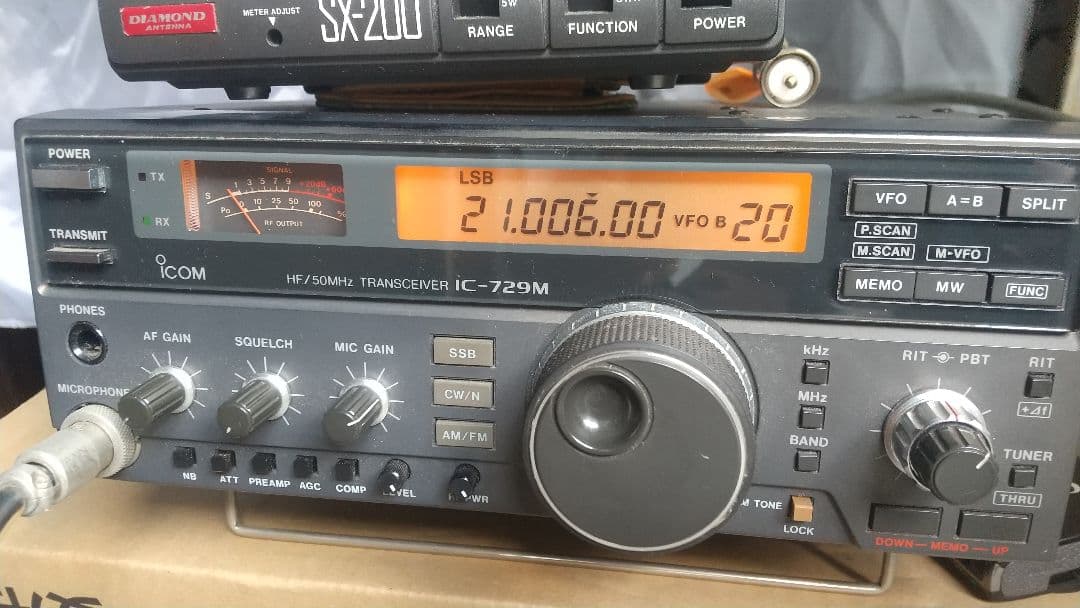 DIAMOND
ANTENNA
METER ADJUST
SX-200
5W
RANGE
FUNCTION
POWER
POWER
TX
RX
SIGNAL
S 1 3 5 7 9 +20dB +60
Po 0 10 25 50 100 %
RF OUTPUT
LSB
21.006.00 VFO B 20
VFO A=B SPLIT
P.SCAN
M.SCAN M▸VFO
MEMO MW FUNC
TRANSMIT
ICOM
HF/50MHz TRANSCEIVER IC-729M
PHONES
AF GAIN
SQUELCH
MIC GAIN
SSB
CW/N
AM/FM
MICROPHONE
NB ATT PREAMP AGC COMP LEVEL
kHz
MHz
BAND
RIT PBT
RIT
+Δf
TUNER
THRU
TONE
LOCK
DOWN — MEMO — UP